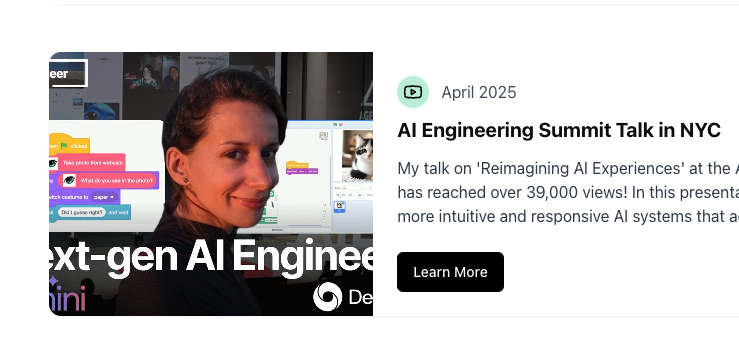 eer
clicked
Take photo from webcam
What do you see in the photo?
witch costume to paper
Did I guess right? and wait
ext-gen AI Enginee
ini
De
April 2025
AI Engineering Summit Talk in NYC
My talk on 'Reimagining AI Experiences' at the
has reached over 39,000 views! In this presenta
more intuitive and responsive AI systems that a
Learn More